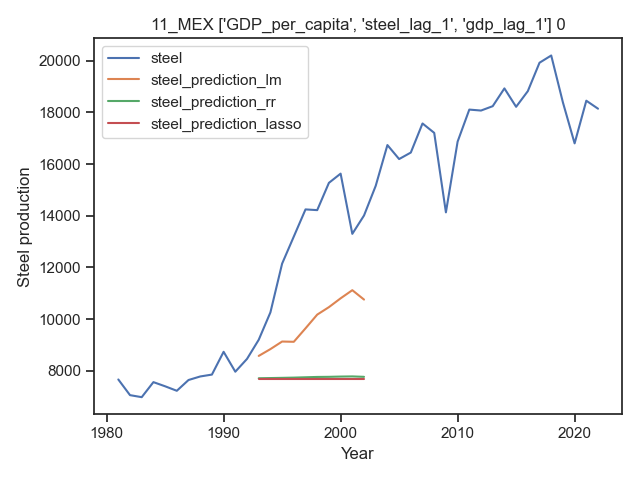 11_MEX ['GDP_per_capita', 'steel_lag_1', 'gdp_lag_1'] 0
steel
steel_prediction_lm
steel_prediction_rr
steel_prediction_lasso
Steel production
20000
18000
16000
14000
12000
10000
8000
1980 1990 2000 2010 2020
Year